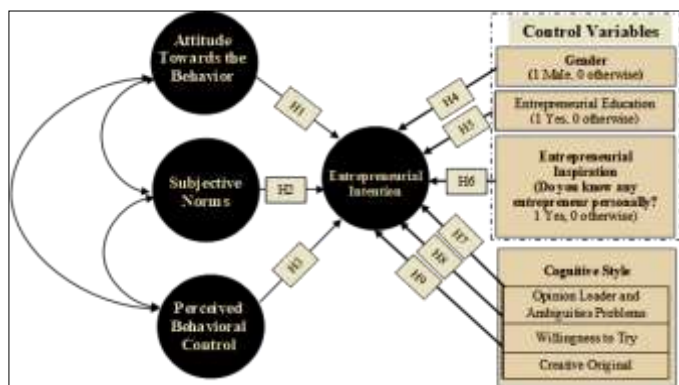 Attitude
Towards the
Behavior
Subjective
Norms
Perceived
Behavioral
Control
H1
H2
H3
Entrepreneurial
Intention
H4
H5
H6
H7
H8
H9
Control Variables
Gender
(1 Male, 0 otherwise)
Entrepreneurial Education
(1 Yes, 0 otherwise)
Entrepreneurial
Inspiration
(Do you know any
entrepreneur personally?
1 Yes, 0 otherwise)
Cognitive Style
Opinion Leader and
Ambiguities Problems
Willingness to Try
Creative Original